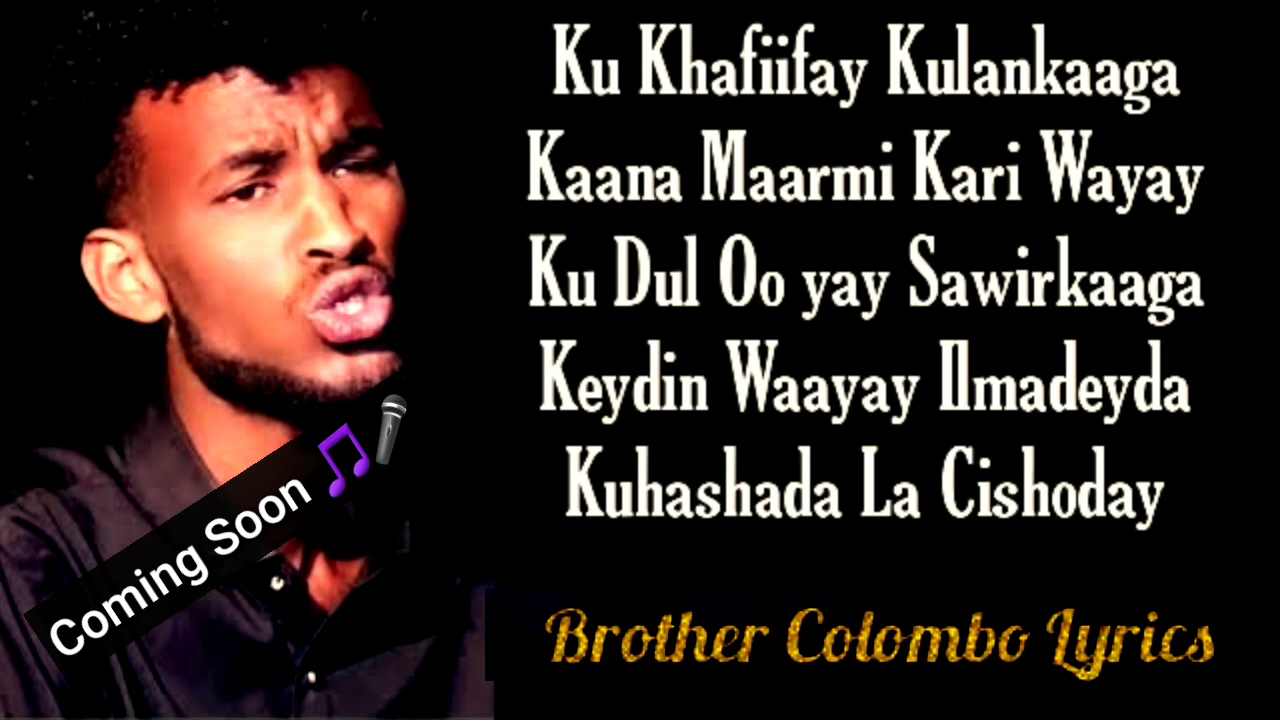 Ku Khafiifay Kulankaaga
Kaana Maarmi Kari Wayay
Ku Dul Oo yay Sawirkaaga
Keydin Waayay Ilmadeyda
Kuhashada La Cishoday
Coming Soon 🎵🎤
Brother Colombo Lyrics